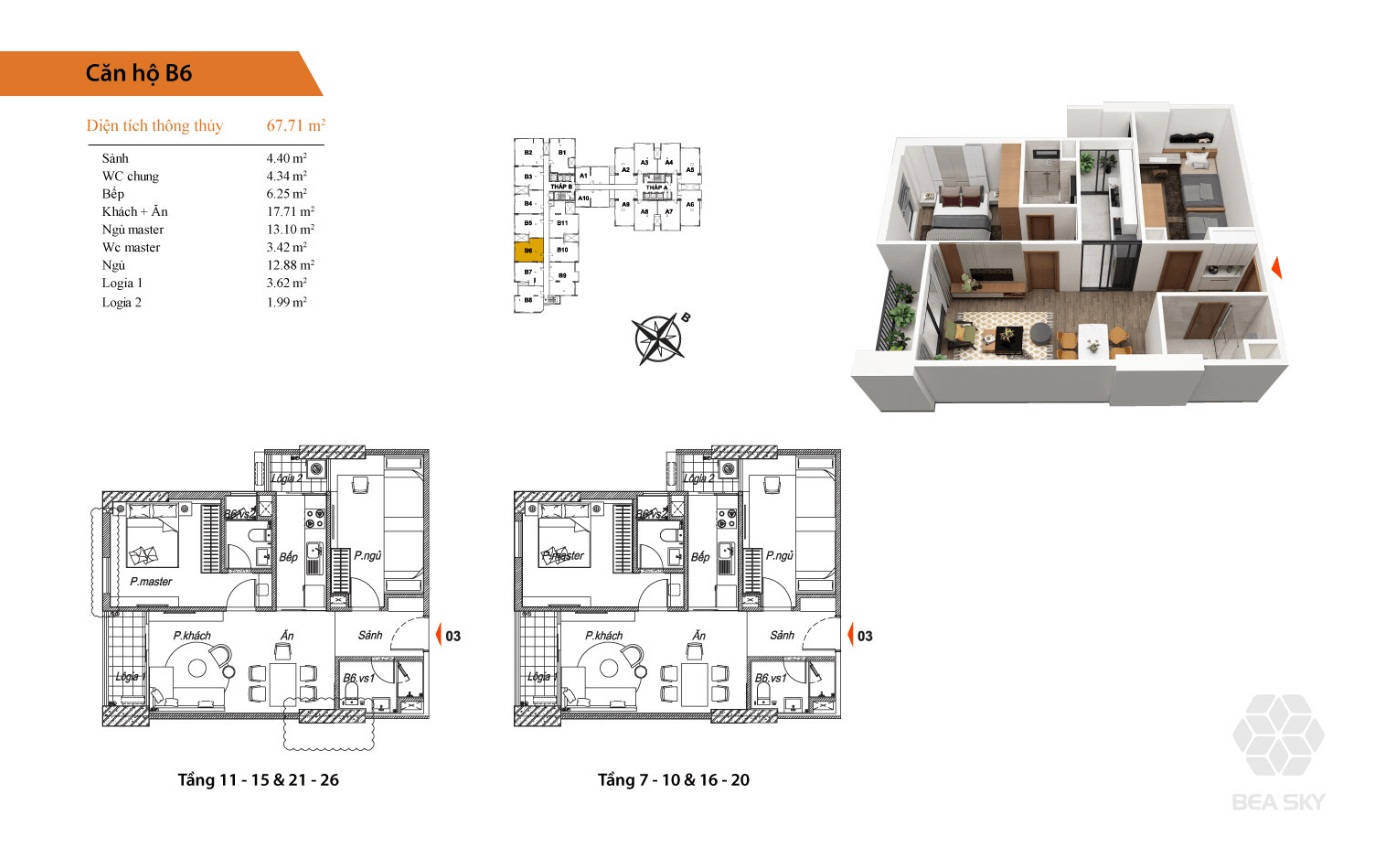 Căn hộ B6
Diện tích thông thủy 67.71 m²
Sảnh 4.40 m²
WC chung 4.34 m²
Bếp 6.25 m²
Khách + Ăn 17.71 m²
Ngủ master 13.10 m²
Wc master 3.42 m²
Ngủ 12.88 m²
Logia 1 3.62 m²
Logia 2 1.99 m²
B2 B1
B3
THÁP B
A1
B4
A10
B5
B11
B6
B10
B7
B9
B8
A3 A4
A2 A5
THÁP A
A9 A6
A8 A7
B
Lôgia 2
B6.vs2
Bếp
P.ngủ
P.master
P.khách
Ăn
Sảnh
03
Lôgia 1
B6.vs1
Tầng 11 - 15 & 21 - 26
Lôgia 2
B6.vs2
P.master
Bếp
P.ngủ
P.khách
Ăn
Sảnh
03
Lôgia 1
B6.vs1
Tầng 7 - 10 & 16 - 20
BEA SKY